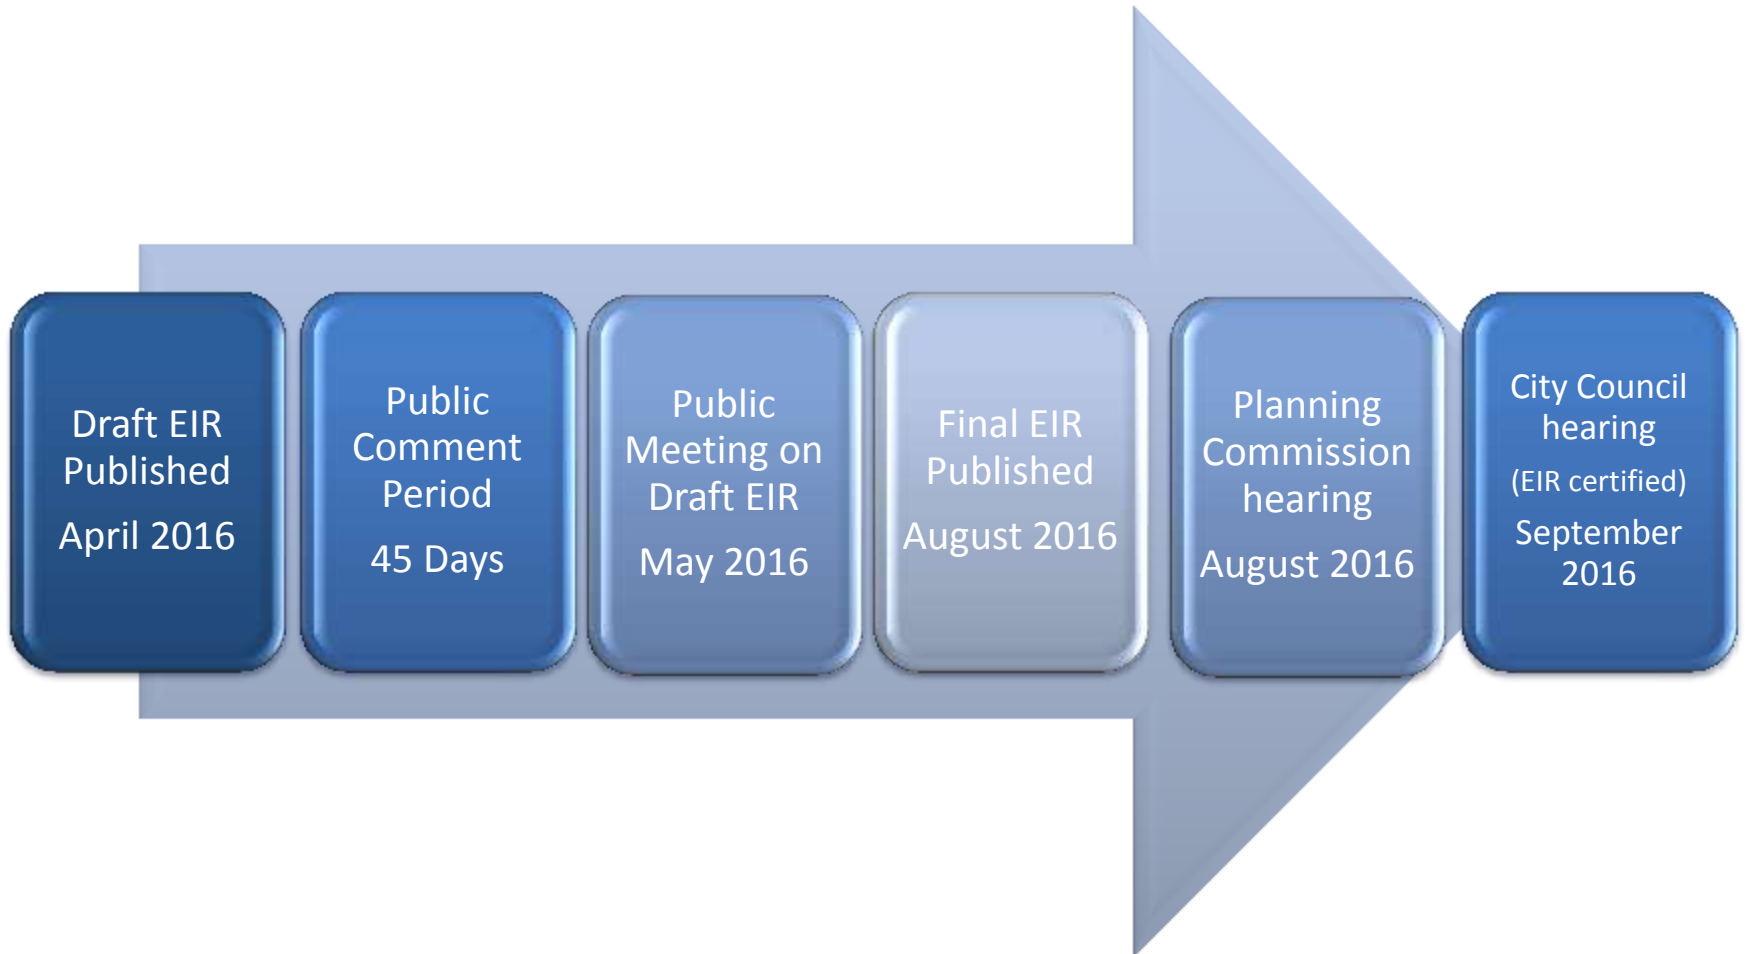 Draft EIR
Published
April 2016
Public
Comment
Period
45 Days
Public
Meeting on
Draft EIR
May 2016
Final EIR
Published
August 2016
Planning
Commission
hearing
August 2016
City Council
hearing
(EIR certified)
September
2016